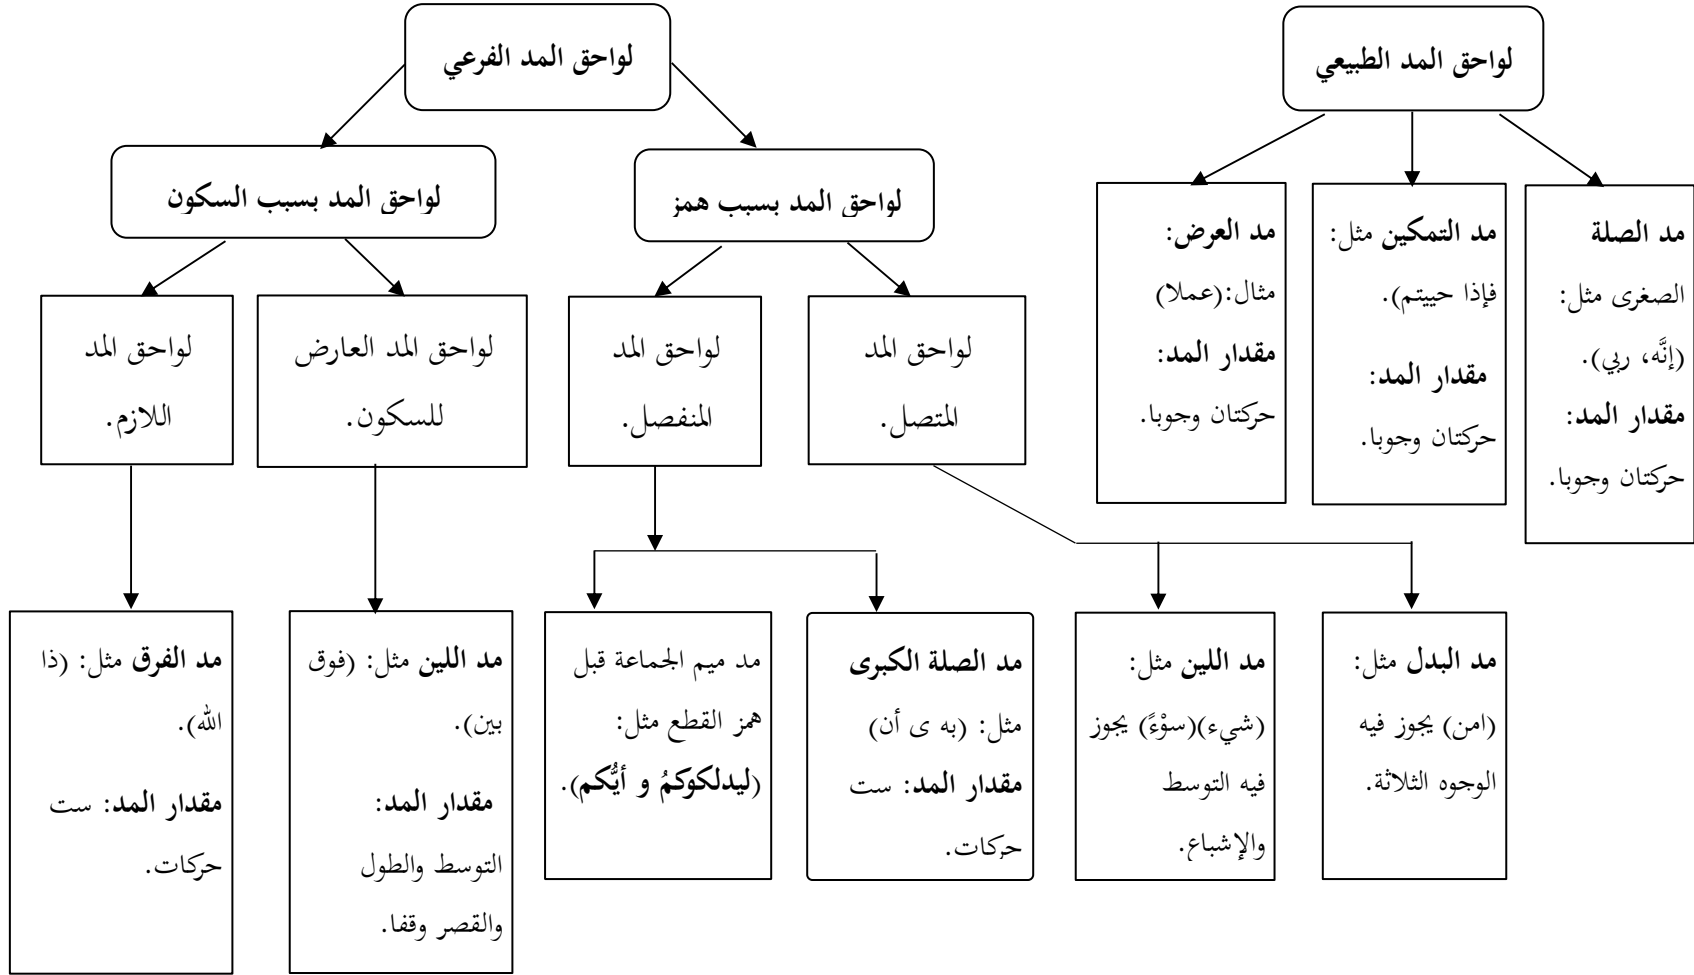 لواحق المد الطبيعي
مد الصلة
الصغرى مثل:
(إنَّه، ربي).
مقدار المد:
حركتان وجوبا.
مد التمكين مثل:
فإذا حييتم).
مقدار المد:
حركتان وجوبا.
مد العرض:
مثال:(عملا)
مقدار المد:
حركتان وجوبا.
لواحق المد الفرعي
لواحق المد بسبب همز
لواحق المد بسبب السكون
لواحق المد
المتصل.
لواحق المد
المنفصل.
لواحق المد العارض
للسكون.
لواحق المد
اللازم.
مد البدل مثل:
(امن) يجوز فيه
الوجوه الثلاثة.
مد اللين مثل:
(شيء)(سوْءً) يجوز
فيه التوسط
والإشباع.
مد الصلة الكبرى
مثل: (به ى أن)
مقدار المد: ست
حركات.
مد ميم الجماعة قبل
همز القطع مثل:
(ليدلكوكمُ و أيُّكم).
مد اللين مثل: (فوق
بين).
مقدار المد:
التوسط والطول
والقصر وقفا.
مد الفرق مثل: (ذا
الله).
مقدار المد: ست
حركات.